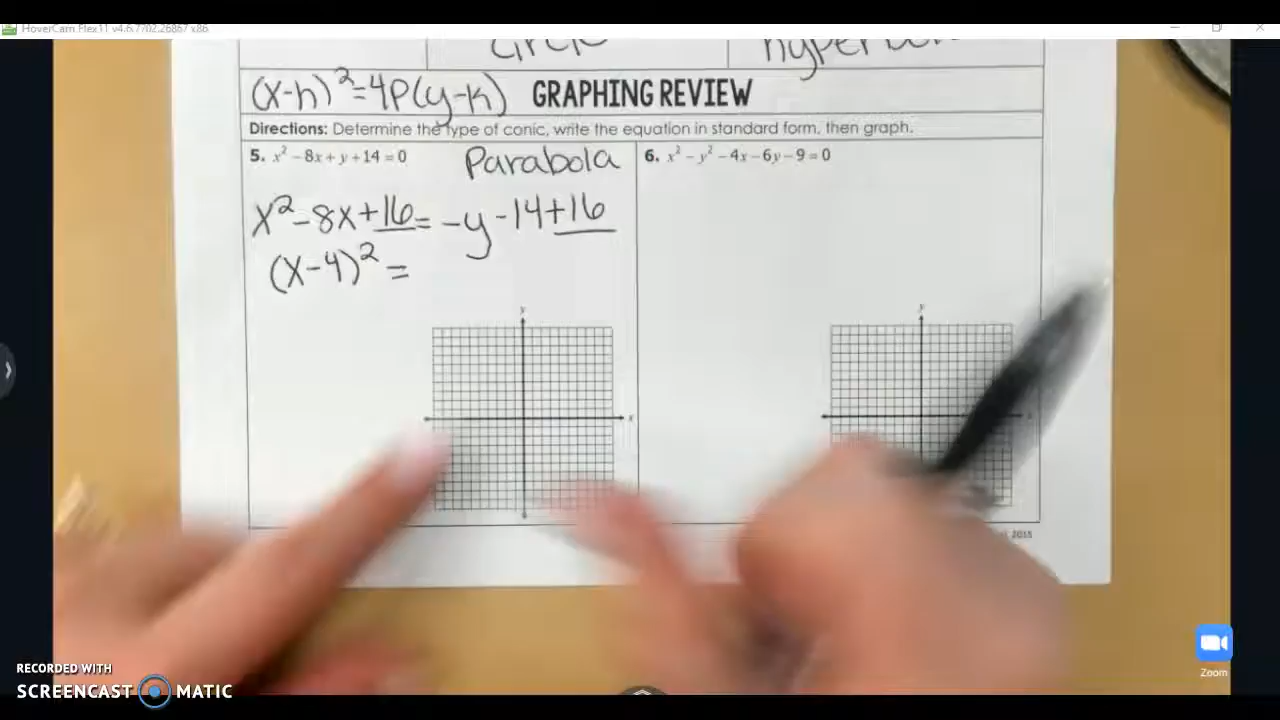 HoverCam Flex11 v4.6.7702.26867 x86
circle
(x-h)²=4p(y-k) GRAPHING REVIEW
Directions: Determine the type of conic, write the equation in standard form, then graph.
5. x² – 8x + y + 14 = 0 Parabola
6. x² – y² – 4x – 6y – 9 = 0
x²-8x+16= -y-14+16
(x-4)² =
y
x
y
2015
RECORDED WITH
SCREENCAST MATIC
Zoom